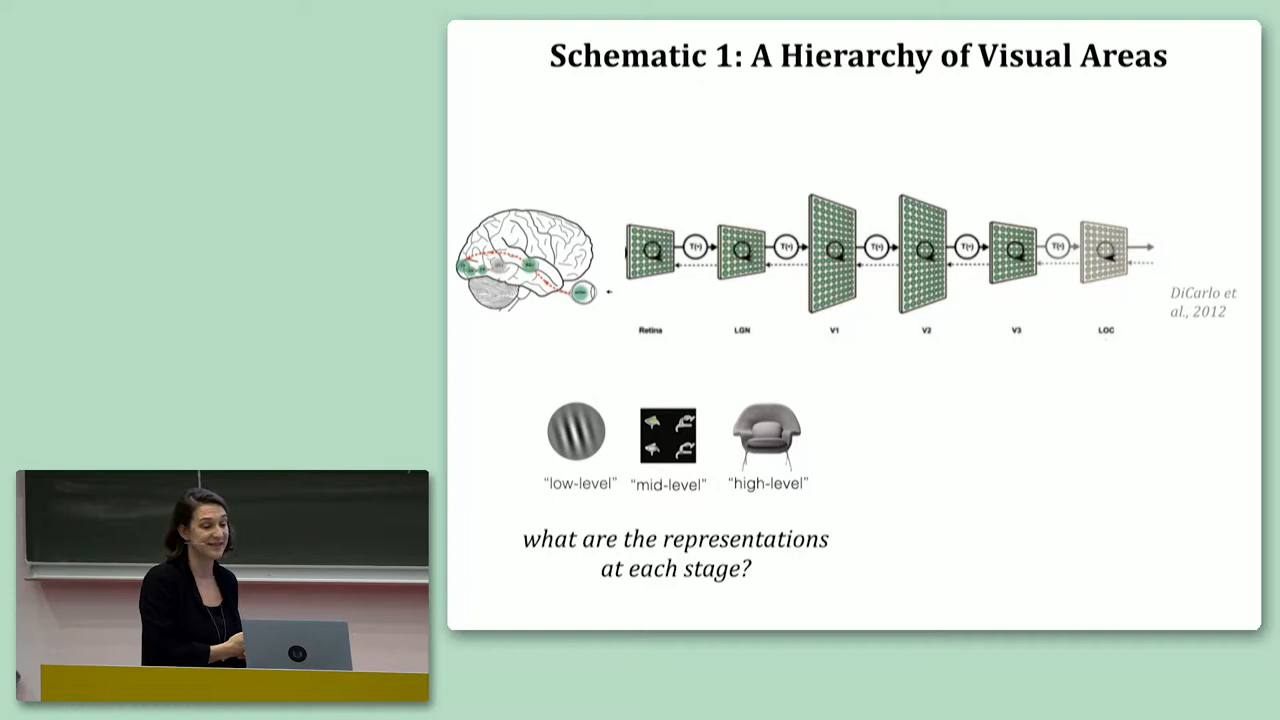 Schematic 1: A Hierarchy of Visual Areas
T(•) T(•) T(•) T(•) T(•)
DiCarlo et
al., 2012
Retina LGN V1 V2 V3 LOC
"low-level" "mid-level" "high-level"
what are the representations
at each stage?